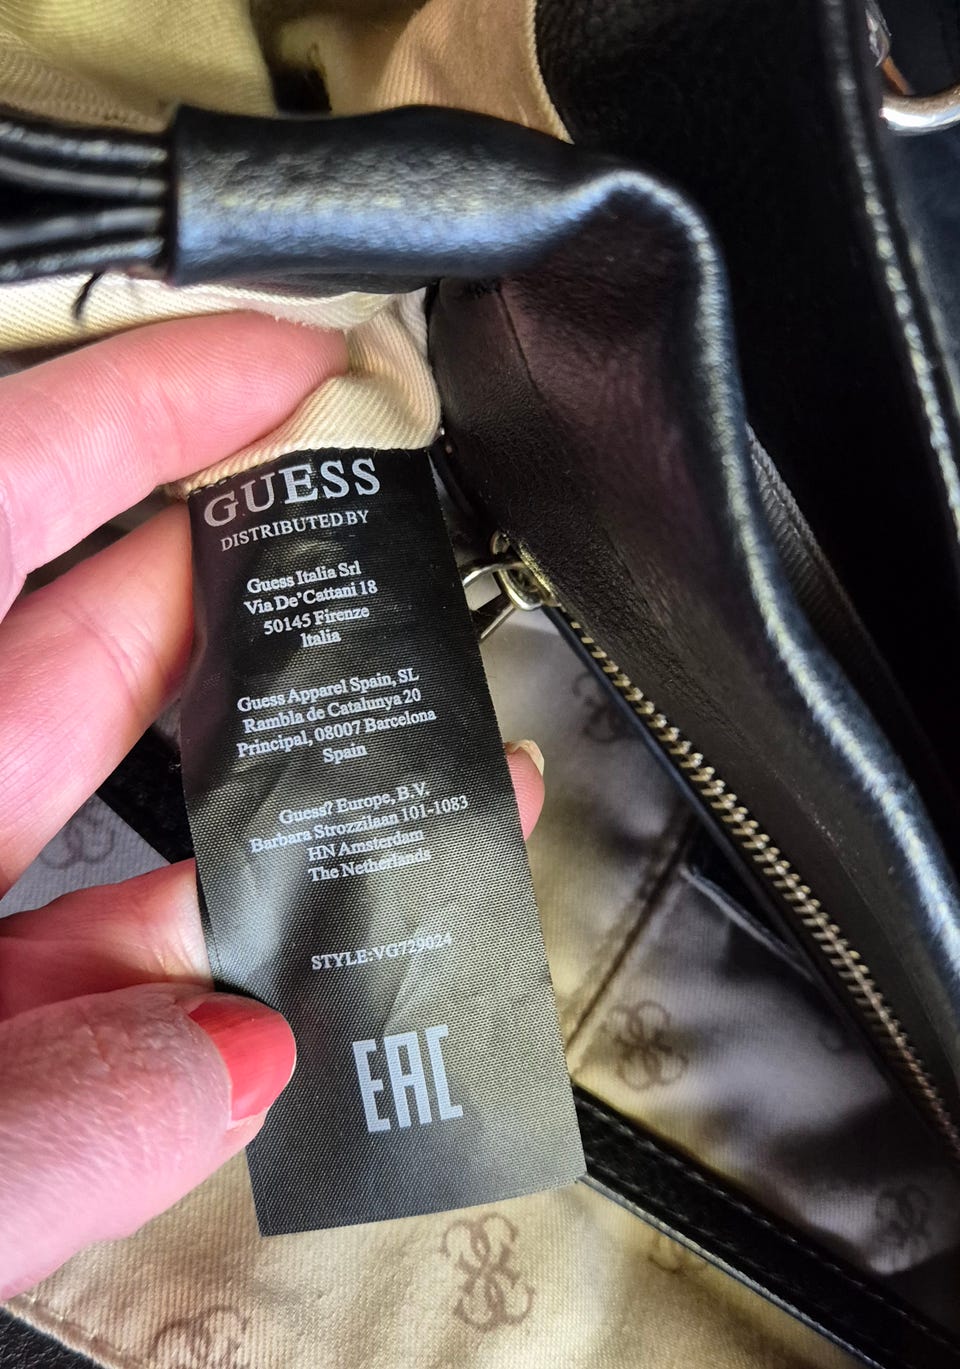 GUESS
DISTRIBUTED BY
Guess Italia Srl
Via De'Cattani 18
50145 Firenze
Italia
Guess Apparel Spain, SL
Rambla de Catalunya 20
Principal, 08007 Barcelona
Spain
Guess? Europe, B.V.
Barbara Strozzilaan 101-1083
HN Amsterdam
The Netherlands
STYLE:VG729024
EAC